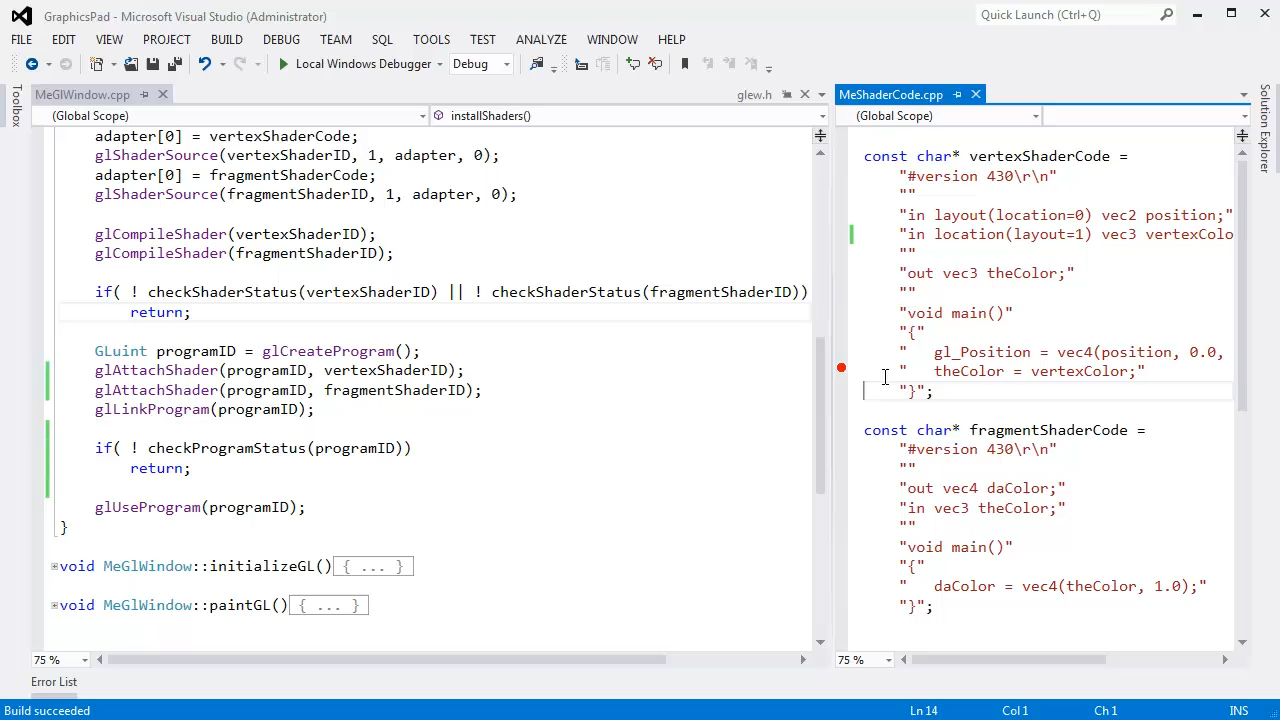 GraphicsPad - Microsoft Visual Studio (Administrator)
Quick Launch (Ctrl+Q)
FILE EDIT VIEW PROJECT BUILD DEBUG TEAM SQL TOOLS TEST ANALYZE WINDOW HELP
Local Windows Debugger Debug
Toolbox
MeGlWindow.cpp
glew.h
(Global Scope)
installShaders()
adapter[0] = vertexShaderCode;
glShaderSource(vertexShaderID, 1, adapter, 0);
adapter[0] = fragmentShaderCode;
glShaderSource(fragmentShaderID, 1, adapter, 0);
glCompileShader(vertexShaderID);
glCompileShader(fragmentShaderID);
if( ! checkShaderStatus(vertexShaderID) || ! checkShaderStatus(fragmentShaderID))
return;
GLuint programID = glCreateProgram();
glAttachShader(programID, vertexShaderID);
glAttachShader(programID, fragmentShaderID);
glLinkProgram(programID);
if( ! checkProgramStatus(programID))
return;
glUseProgram(programID);
}
void MeGlWindow::initializeGL(){ ... }
void MeGlWindow::paintGL(){ ... }
75 %
MeShaderCode.cpp
(Global Scope)
const char* vertexShaderCode =
"#version 430\r\n"
""
"in layout(location=0) vec2 position;"
"in location(layout=1) vec3 vertexColo
""
"out vec3 theColor;"
""
"void main()"
"{"
"   gl_Position = vec4(position, 0.0,
"   theColor = vertexColor;"
"}";
const char* fragmentShaderCode =
"#version 430\r\n"
""
"out vec4 daColor;"
"in vec3 theColor;"
""
"void main()"
"{"
"   daColor = vec4(theColor, 1.0);"
"}";
75 %
Solution Explorer
Error List
Build succeeded
Ln 14 Col 1 Ch 1 INS